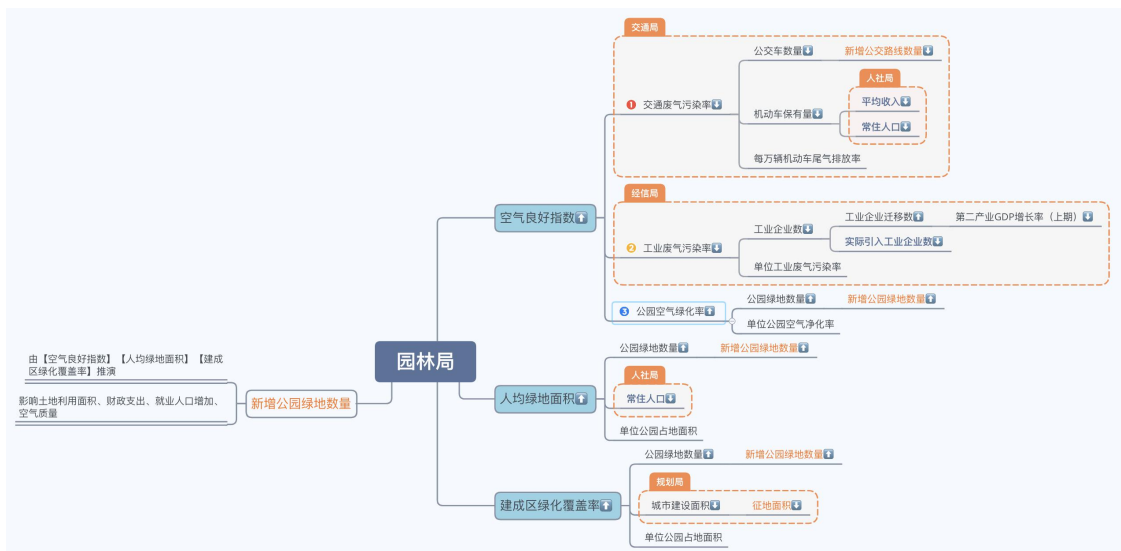 园林局
空气良好指数⬆
交通局
❶ 交通废气污染率⬇
公交车数量⬇
新增公交路线数量⬇
机动车保有量⬇
人社局
平均收入⬇
常住人口⬇
每万辆机动车尾气排放率
经信局
❷ 工业废气污染率⬇
工业企业数⬇
工业企业迁移数⬆
第二产业GDP增长率（上期）⬇
实际引入工业企业数⬇
单位工业废气污染率
❸ 公园空气绿化率⬆
公园绿地数量⬆
新增公园绿地数量⬆
单位公园空气净化率
人均绿地面积⬆
公园绿地数量⬆
新增公园绿地数量⬆
人社局
常住人口⬇
单位公园占地面积
建成区绿化覆盖率⬆
公园绿地数量⬆
新增公园绿地数量⬆
规划局
城市建设面积⬇
征地面积⬇
单位公园占地面积
新增公园绿地数量
由【空气良好指数】【人均绿地面积】【建成
区绿化覆盖率】推演
影响土地利用面积、财政支出、就业人口增加、
空气质量